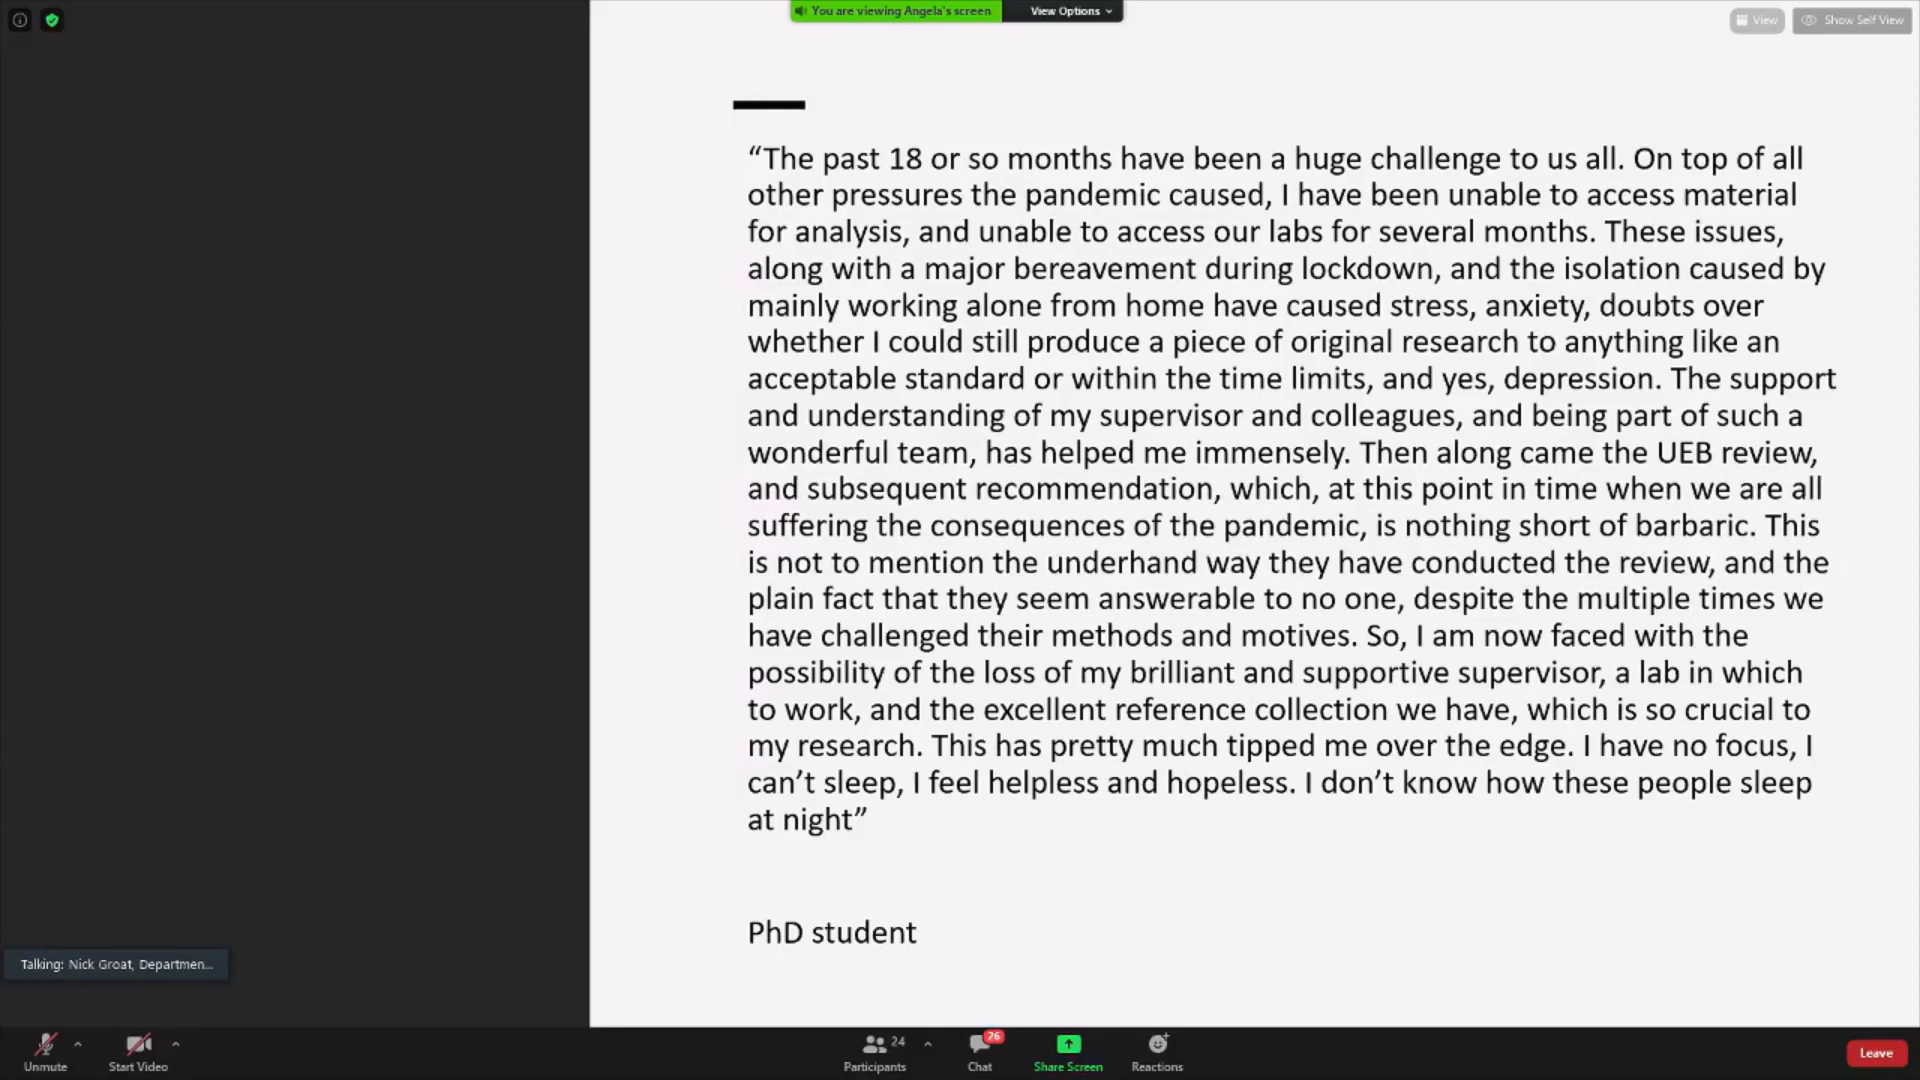 You are viewing Angela's screen
View Options
View
Show Self View
“The past 18 or so months have been a huge challenge to us all. On top of all
other pressures the pandemic caused, I have been unable to access material
for analysis, and unable to access our labs for several months. These issues,
along with a major bereavement during lockdown, and the isolation caused by
mainly working alone from home have caused stress, anxiety, doubts over
whether I could still produce a piece of original research to anything like an
acceptable standard or within the time limits, and yes, depression. The support
and understanding of my supervisor and colleagues, and being part of such a
wonderful team, has helped me immensely. Then along came the UEB review,
and subsequent recommendation, which, at this point in time when we are all
suffering the consequences of the pandemic, is nothing short of barbaric. This
is not to mention the underhand way they have conducted the review, and the
plain fact that they seem answerable to no one, despite the multiple times we
have challenged their methods and motives. So, I am now faced with the
possibility of the loss of my brilliant and supportive supervisor, a lab in which
to work, and the excellent reference collection we have, which is so crucial to
my research. This has pretty much tipped me over the edge. I have no focus, I
can’t sleep, I feel helpless and hopeless. I don’t know how these people sleep
at night”
PhD student
Talking: Nick Groat, Departmen...
24
26
Unmute
Start Video
Participants
Chat
Share Screen
Reactions
Leave